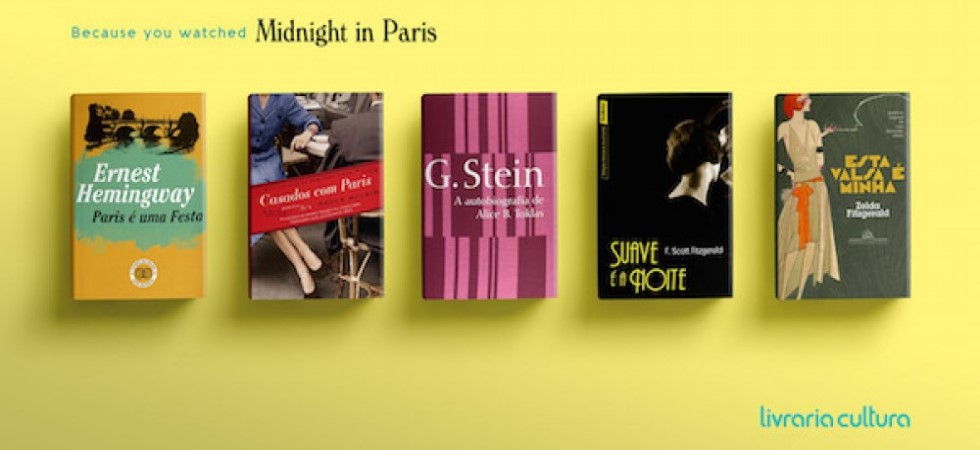 Because you watched Midnight in Paris
Ernest
Hemingway
Paris é uma Festa
Casados com Paris
G. Stein
A autobiografia de
Alice B. Toklas
SUAVE
É A NOITE
F. Scott Fitzgerald
ESTA
VALSA É
MINHA
Zelda
Fitzgerald
livraria cultura